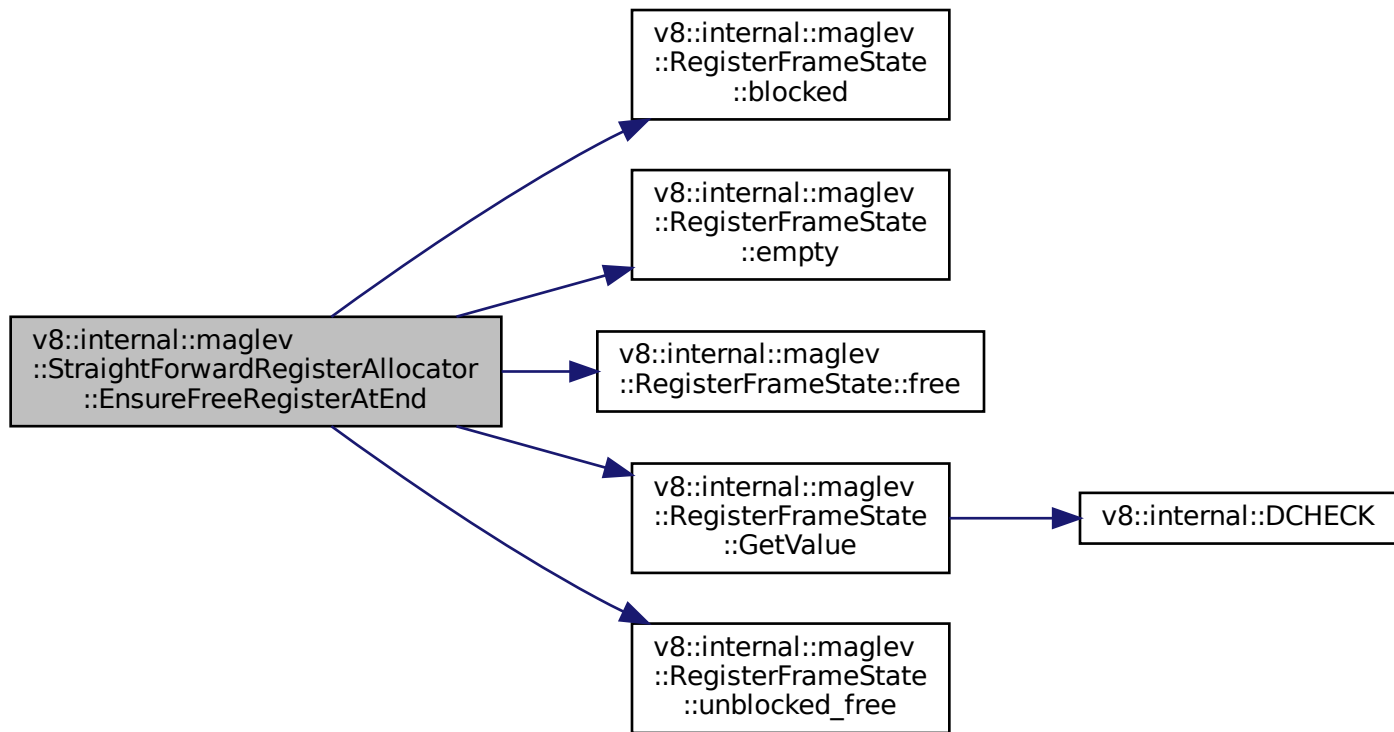 v8::internal::maglev
::RegisterFrameState
::blocked
v8::internal::maglev
::RegisterFrameState
::empty
v8::internal::maglev
::StraightForwardRegisterAllocator
::EnsureFreeRegisterAtEnd
v8::internal::maglev
::RegisterFrameState::free
v8::internal::maglev
::RegisterFrameState
::GetValue
v8::internal::DCHECK
v8::internal::maglev
::RegisterFrameState
::unblocked_free